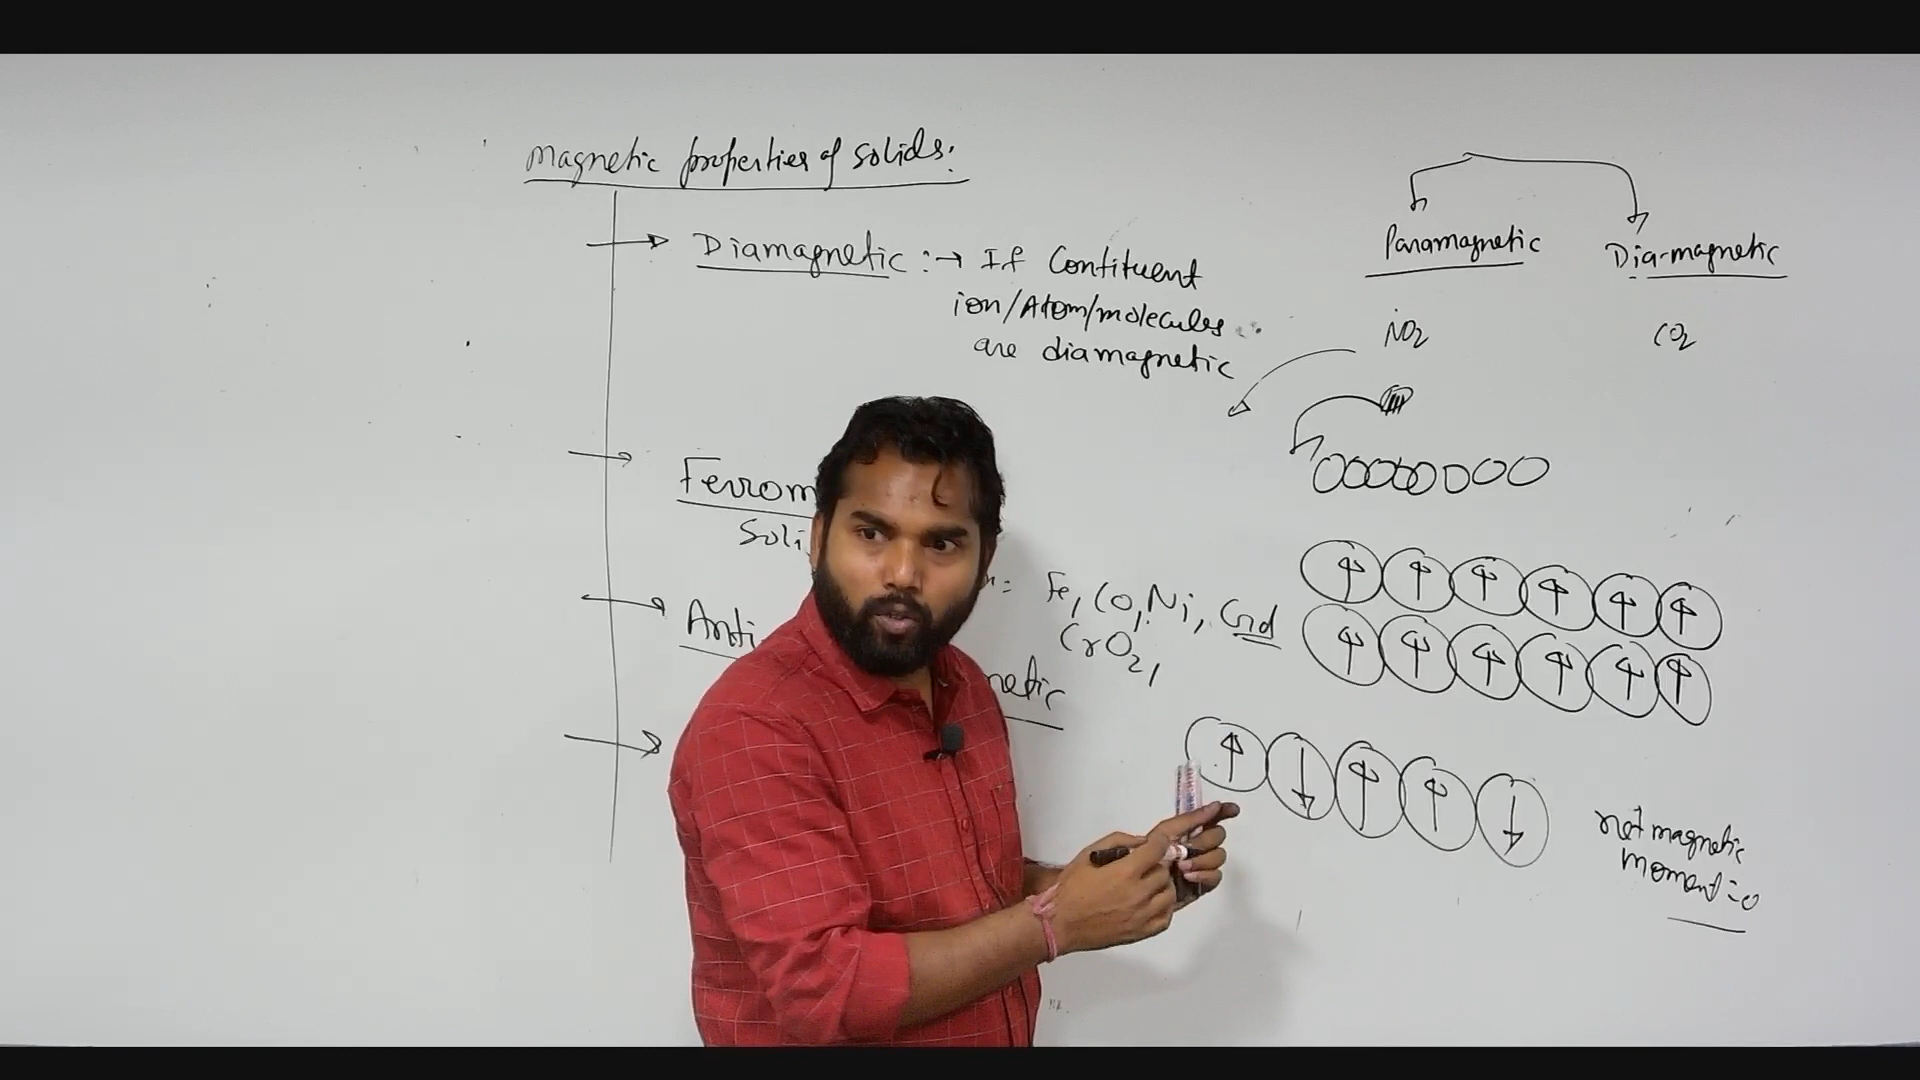 Magnetic properties of solids:
Diamagnetic :→ If Contituent
ion/Atom/molecules
are diamagnetic
Ferrom
Soli
= Fe, CO, Ni, Gd
CrO2,
Anti
netic
Paramagnetic
Dia-magnetic
NO2
CO2
net magnetic
moment = 0